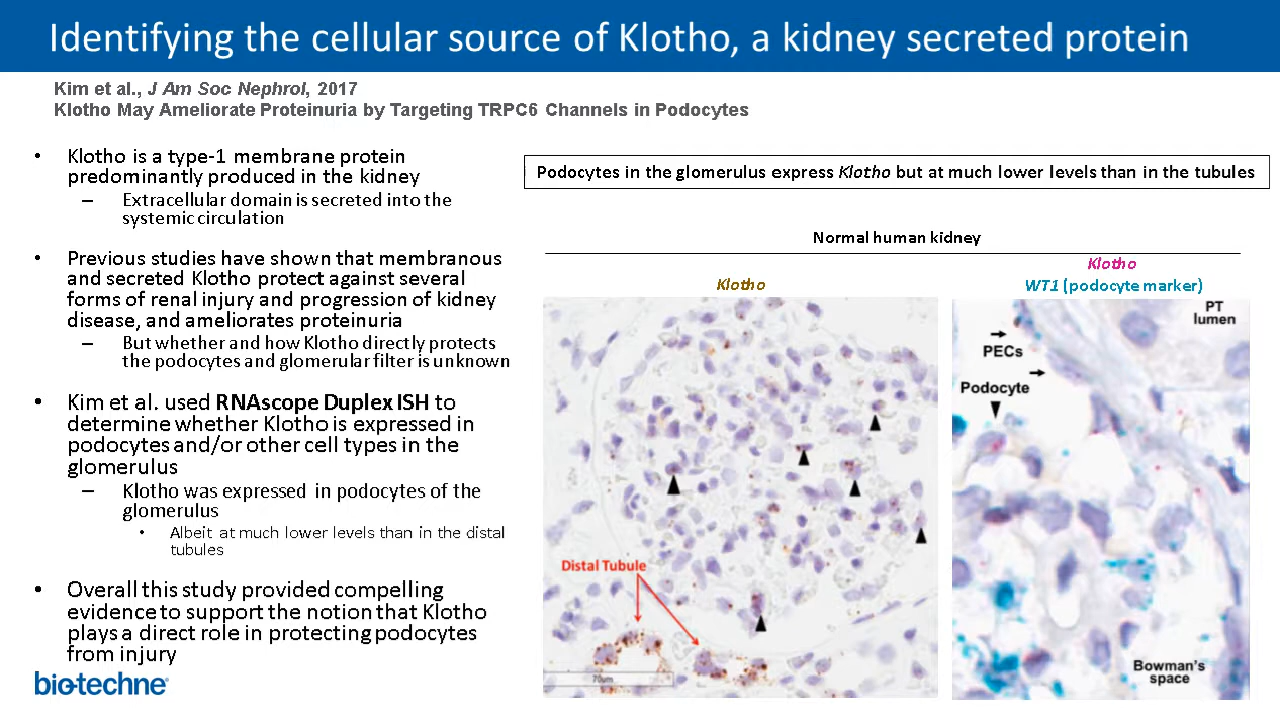 Identifying the cellular source of Klotho, a kidney secreted protein
Kim et al., J Am Soc Nephrol, 2017
Klotho May Ameliorate Proteinuria by Targeting TRPC6 Channels in Podocytes
• Klotho is a type-1 membrane protein
predominantly produced in the kidney
– Extracellular domain is secreted into the
systemic circulation
• Previous studies have shown that membranous
and secreted Klotho protect against several
forms of renal injury and progression of kidney
disease, and ameliorates proteinuria
– But whether and how Klotho directly protects
the podocytes and glomerular filter is unknown
• Kim et al. used RNAscope Duplex ISH to
determine whether Klotho is expressed in
podocytes and/or other cell types in the
glomerulus
– Klotho was expressed in podocytes of the
glomerulus
• Albeit at much lower levels than in the distal
tubules
• Overall this study provided compelling
evidence to support the notion that Klotho
plays a direct role in protecting podocytes
from injury
bio-techne®
Podocytes in the glomerulus express Klotho but at much lower levels than in the tubules
Normal human kidney
Klotho
Klotho
WT1 (podocyte marker)
Distal Tubule
20µm
PT
lumen
PECs
Podocyte
Bowman's
space